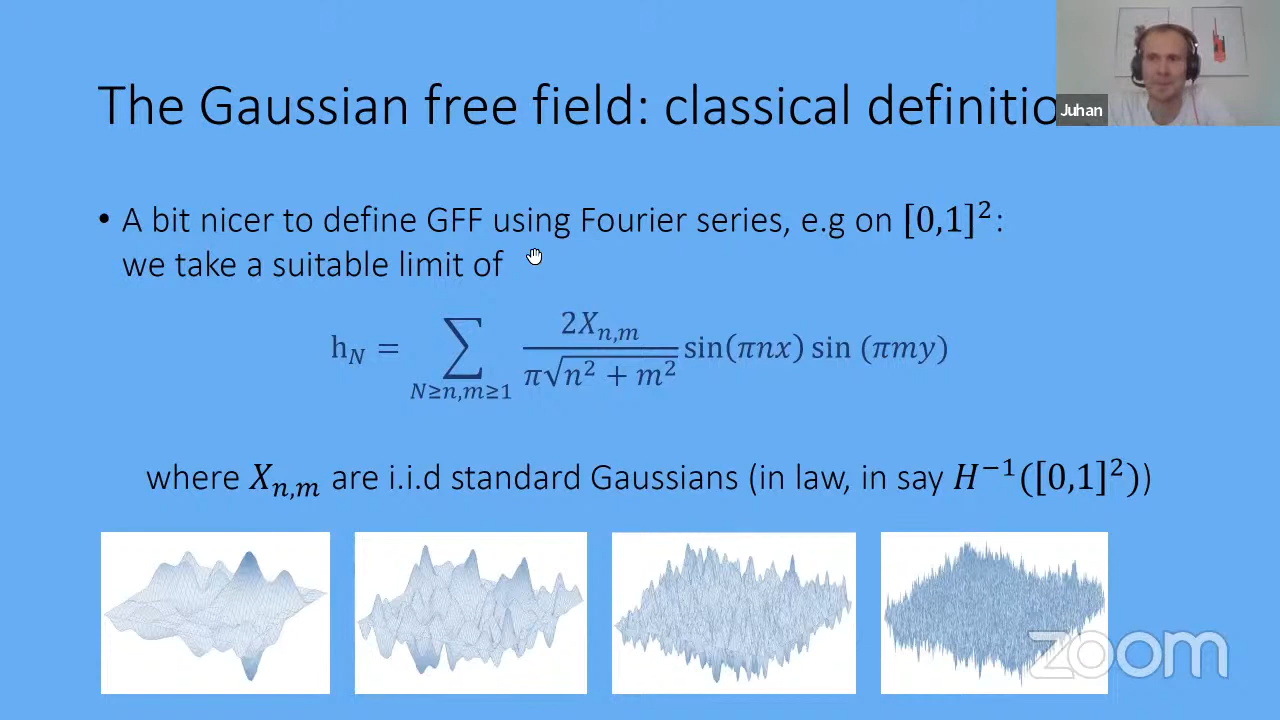 The Gaussian free field: classical definitio
Juhan
• A bit nicer to define GFF using Fourier series, e.g on [0,1]²:
we take a suitable limit of
h_N = ∑_{N≥n,m≥1} 2X_{n,m} / (π√(n² + m²)) sin(πnx) sin (πmy)
where X_{n,m} are i.i.d standard Gaussians (in law, in say H⁻¹([0,1]²))
zoom